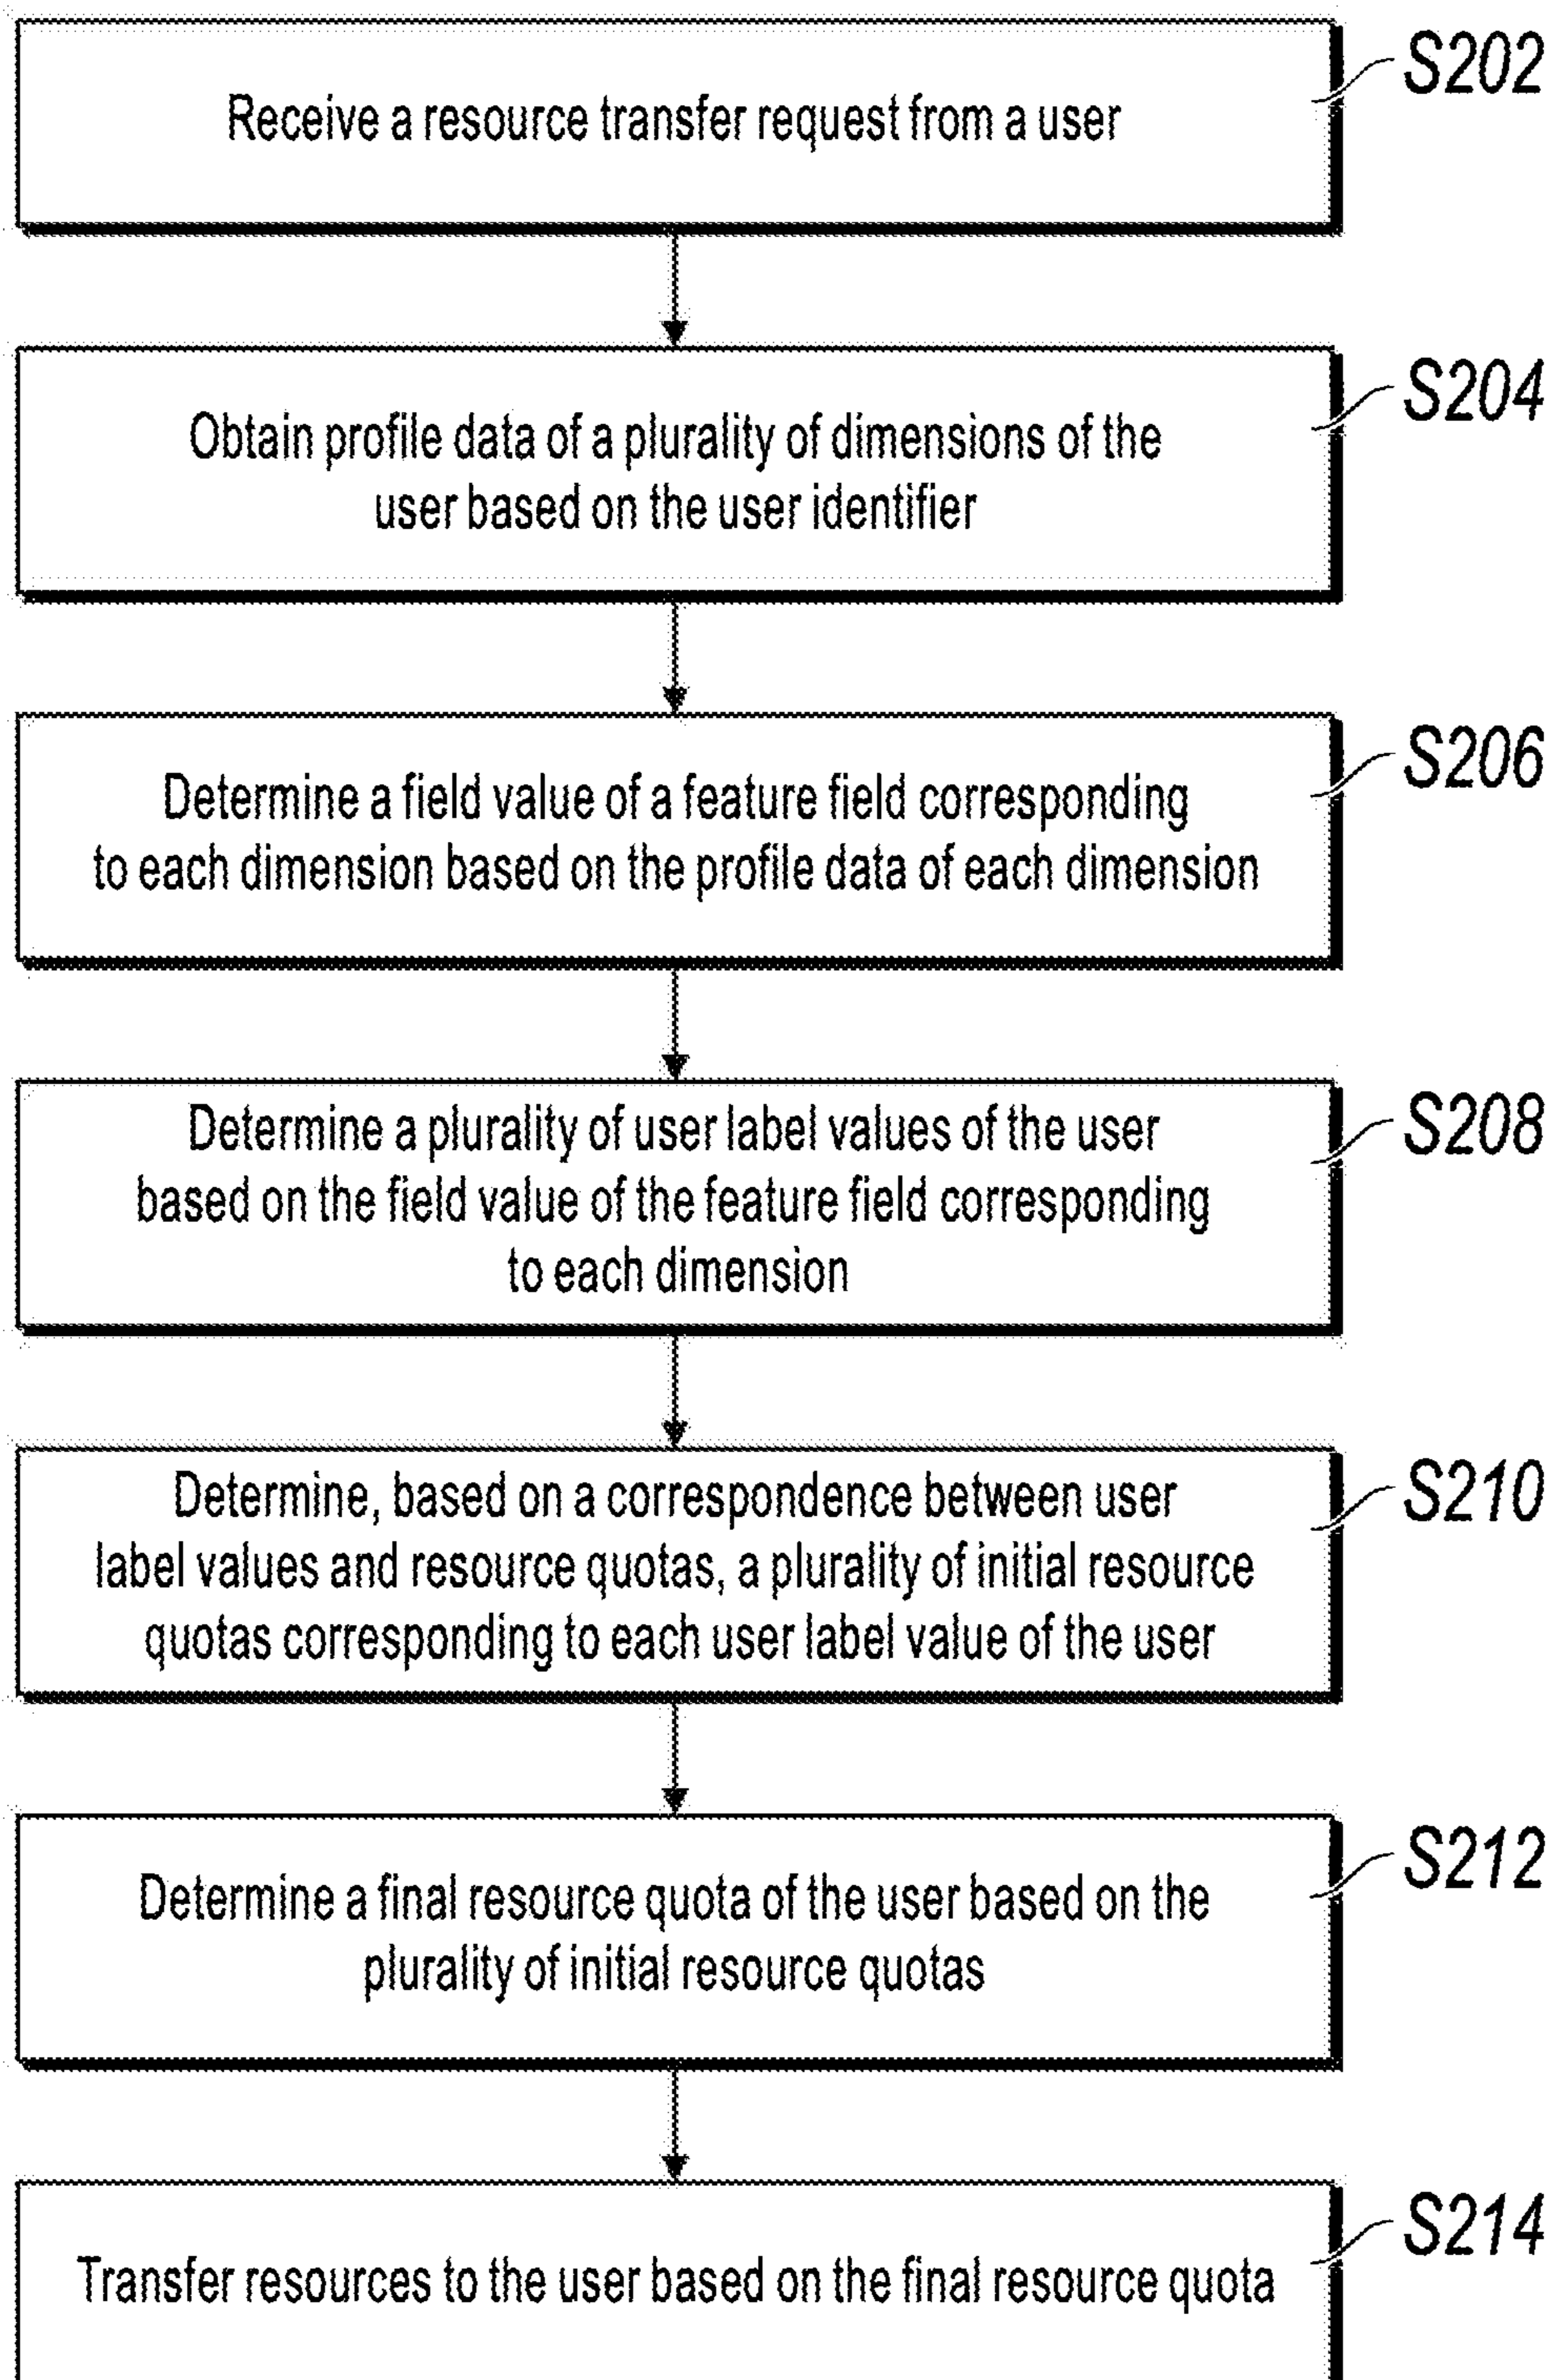 S202
Receive a resource transfer request from a user
S204
Obtain profile data of a plurality of dimensions of the
user based on the user identifier
S206
Determine a field value of a feature field corresponding
to each dimension based on the profile data of each dimension
S208
Determine a plurality of user label values of the user
based on the field value of the feature field corresponding
to each dimension
S210
Determine, based on a correspondence between user
label values and resource quotas, a plurality of initial resource
quotas corresponding to each user label value of the user
S212
Determine a final resource quota of the user based on the
plurality of initial resource quotas
S214
Transfer resources to the user based on the final resource quota